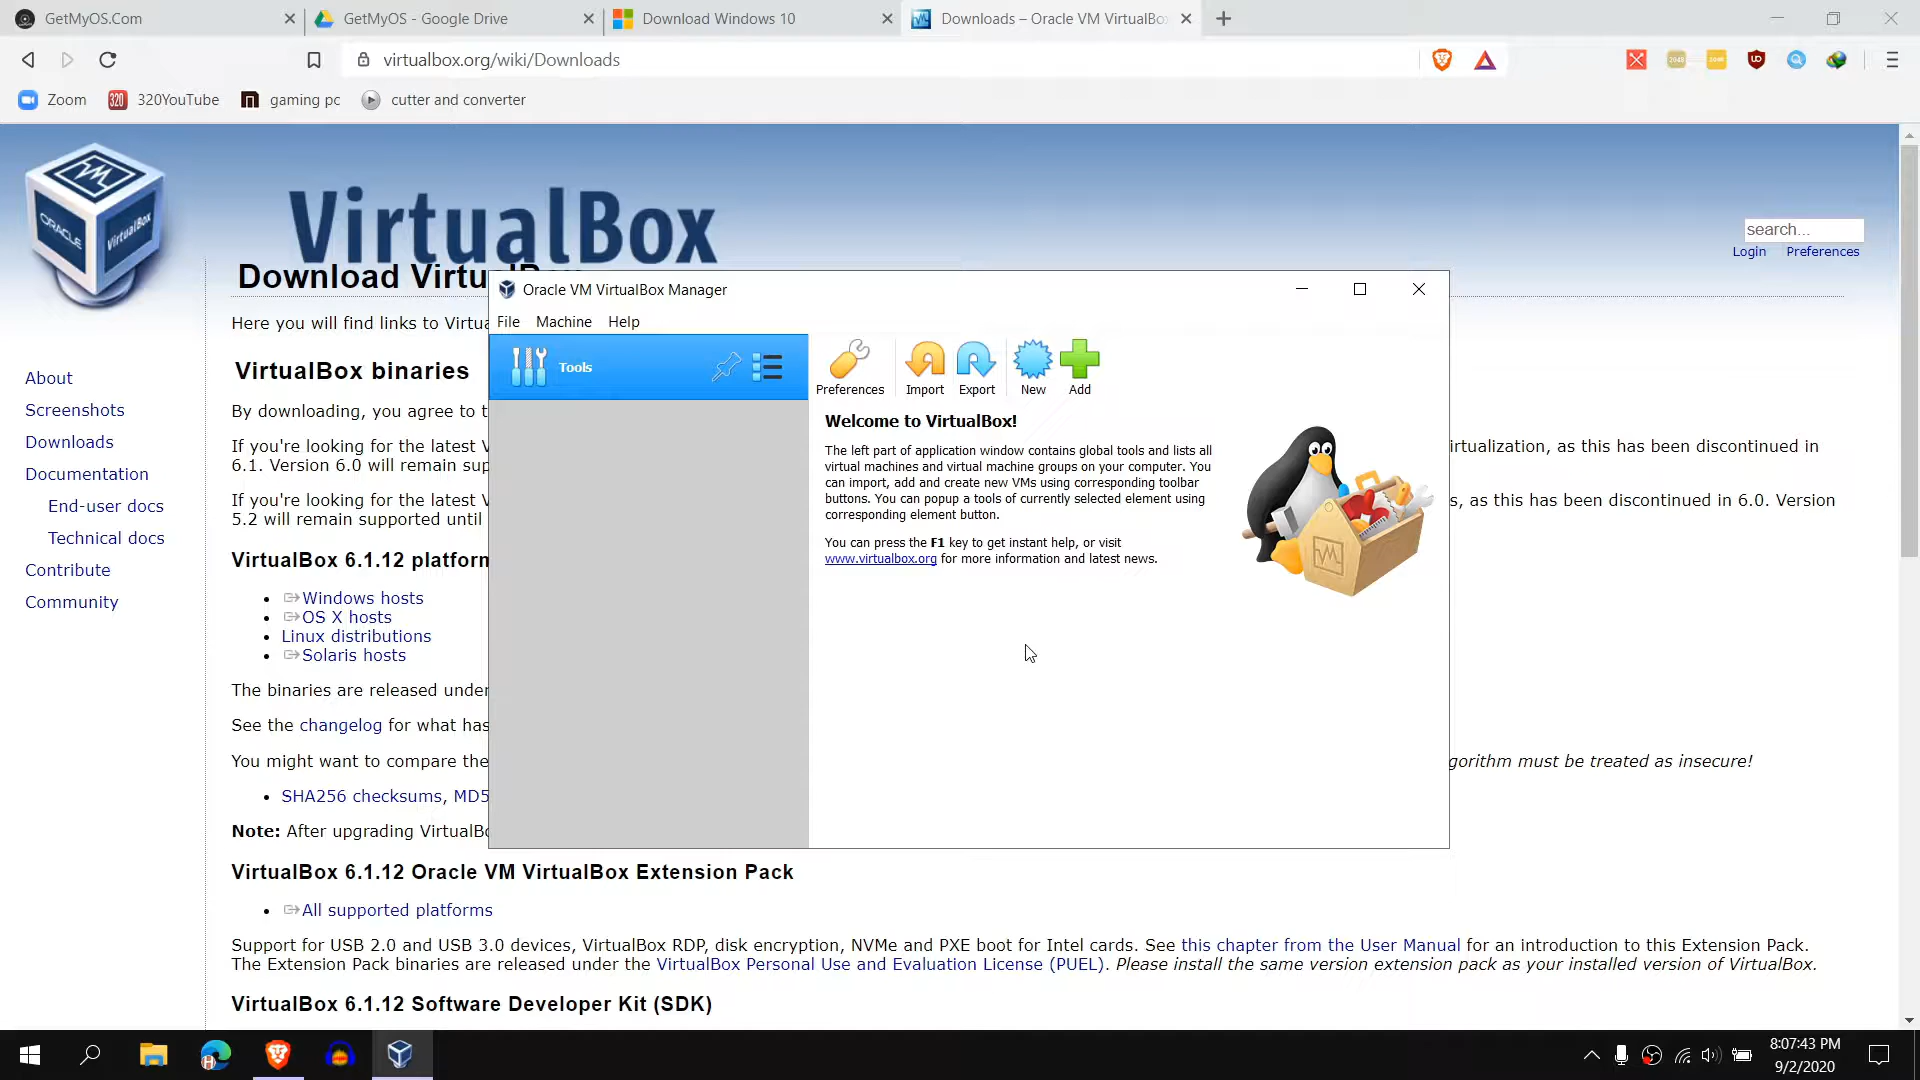 GetMyOS.Com
GetMyOS - Google Drive
Download Windows 10
Downloads – Oracle VM VirtualBox
virtualbox.org/wiki/Downloads
Zoom
320
320YouTube
gaming pc
cutter and converter
ORACLE
VirtualBox
VirtualBox
search...
Login
Preferences
Download Virtu
Here you will find links to Virtua
VirtualBox binaries
By downloading, you agree to t
If you're looking for the latest V
irtualization, as this has been discontinued in
6.1. Version 6.0 will remain sup
If you're looking for the latest V
s, as this has been discontinued in 6.0. Version
5.2 will remain supported until
VirtualBox 6.1.12 platform
Windows hosts
OS X hosts
Linux distributions
Solaris hosts
The binaries are released under
See the changelog for what has
You might want to compare the
gorithm must be treated as insecure!
SHA256 checksums, MD5
Note: After upgrading VirtualBo
VirtualBox 6.1.12 Oracle VM VirtualBox Extension Pack
All supported platforms
Support for USB 2.0 and USB 3.0 devices, VirtualBox RDP, disk encryption, NVMe and PXE boot for Intel cards. See this chapter from the User Manual for an introduction to this Extension Pack.
The Extension Pack binaries are released under the VirtualBox Personal Use and Evaluation License (PUEL). Please install the same version extension pack as your installed version of VirtualBox.
VirtualBox 6.1.12 Software Developer Kit (SDK)
About
Screenshots
Downloads
Documentation
End-user docs
Technical docs
Contribute
Community
Oracle VM VirtualBox Manager
File Machine Help
Tools
Preferences
Import
Export
New
Add
Welcome to VirtualBox!
The left part of application window contains global tools and lists all
virtual machines and virtual machine groups on your computer. You
can import, add and create new VMs using corresponding toolbar
buttons. You can popup a tools of currently selected element using
corresponding element button.
You can press the F1 key to get instant help, or visit
www.virtualbox.org for more information and latest news.
8:07:43 PM
9/2/2020